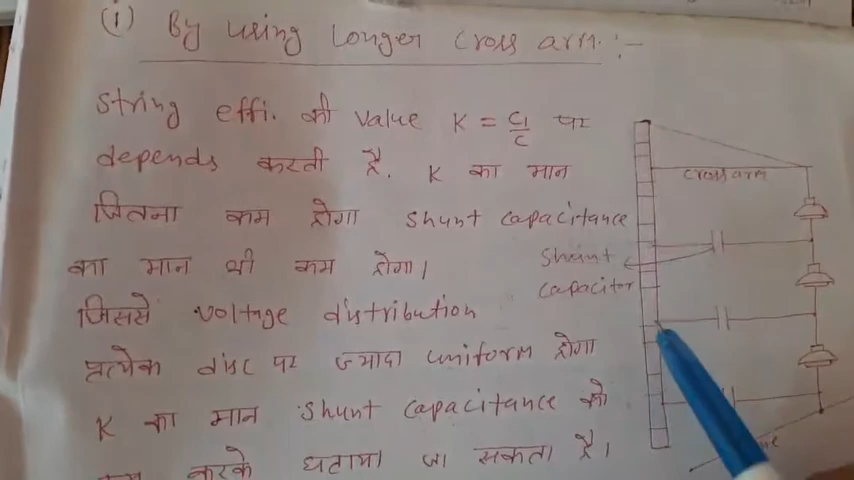 (i) By using Longer Cross arm :-
String effi. की value K = C1/C पर
depends करती है. K का मान
जितना कम होगा shunt capacitance
का मान भी कम होगा।
जिससे voltage distribution
प्रत्येक disc पर ज्यादा uniform होगा
K का मान shunt capacitance को
करके घटाया जा सकता है।
cross arm
shunt
capacitor